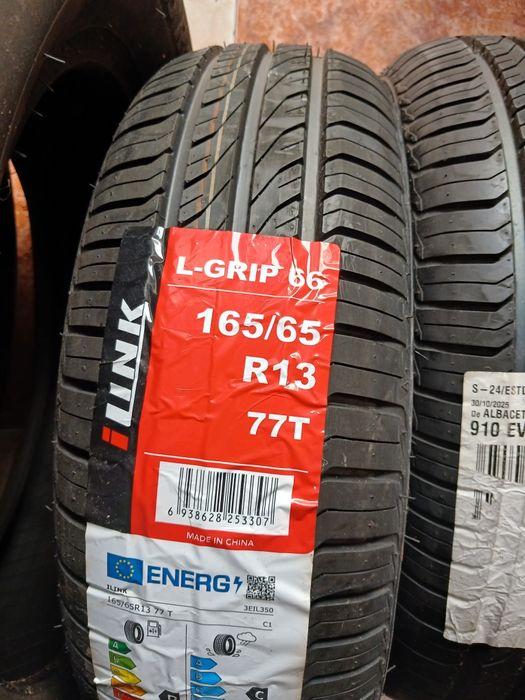 iLINK
L-GRIP 66
165/65
R13
77T
6 938628 253307
MADE IN CHINA
ENERG
ILINK
3EIL350
165/65R13 77 T
C1
A
B
A
B
C
S-24/ESTD
30/10/2025
De ALBACET
910 EV